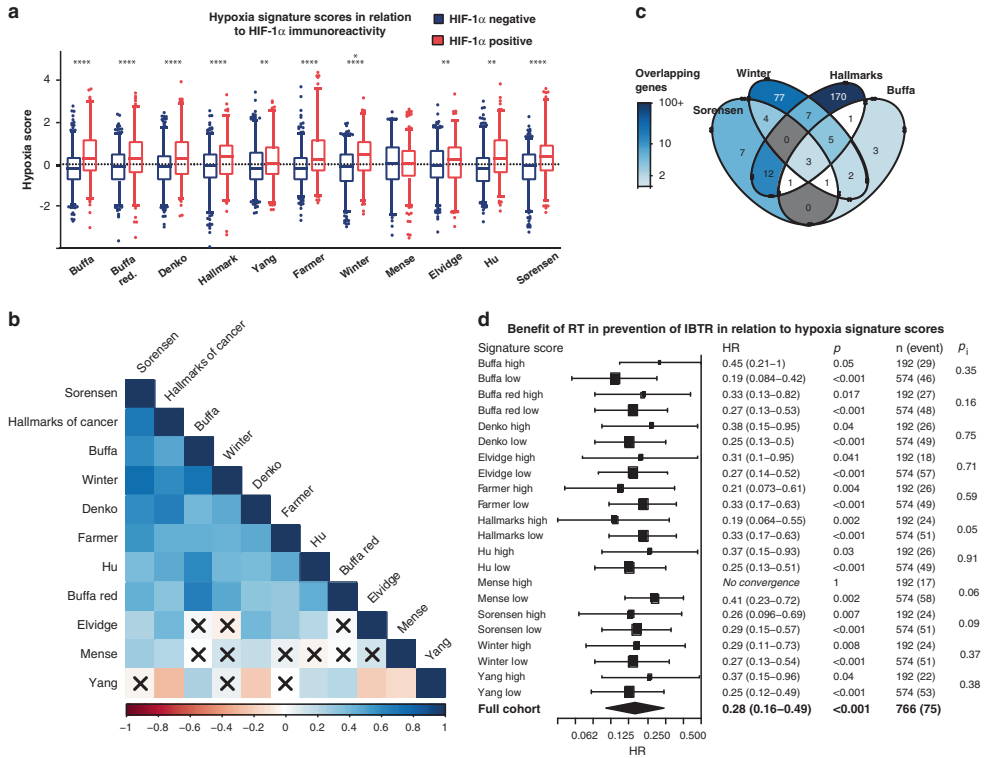 a
Hypoxia signature scores in relation
to HIF-1α immunoreactivity
HIF-1α negative
HIF-1α positive
Hypoxia score
4
2
0
-2
**** **** **** **** ** **** * **** ** ** ****
Buffa
Buffa red.
Denko
Hallmark
Yang
Farmer
Winter
Mense
Elvidge
Hu
Sørensen
c
Overlapping
genes
100+
10
2
Sorensen
Winter
Hallmarks
Buffa
77
170
4
7
1
7
0
5
3
12
3
2
1
1
0
b
Sorensen
Hallmarks of cancer
Buffa
Winter
Denko
Farmer
Hu
Buffa red
Elvidge
Mense
Yang
Sorensen
Hallmarks of cancer
Buffa
Winter
Denko
Farmer
Hu
Buffa red
Elvidge
Mense
Yang
−1 −0.8 −0.6 −0.4 −0.2 0 0.2 0.4 0.6 0.8 1
d
Benefit of RT in prevention of IBTR in relation to hypoxia signature scores
Signature score HR p n (event) pi
Buffa high 0.45 (0.21–1) 0.05 192 (29)
0.35
Buffa low 0.19 (0.084–0.42) <0.001 574 (46)
Buffa red high 0.33 (0.13–0.82) 0.017 192 (27)
0.16
Buffa red low 0.27 (0.13–0.53) <0.001 574 (48)
Denko high 0.38 (0.15–0.95) 0.04 192 (26)
0.75
Denko low 0.25 (0.13–0.5) <0.001 574 (49)
Elvidge high 0.31 (0.1–0.95) 0.041 192 (18)
0.71
Elvidge low 0.27 (0.14–0.52) <0.001 574 (57)
Farmer high 0.21 (0.073–0.61) 0.004 192 (26)
0.59
Farmer low 0.33 (0.17–0.63) <0.001 574 (49)
Hallmarks high 0.19 (0.064–0.55) 0.002 192 (24)
0.05
Hallmarks low 0.33 (0.17–0.63) <0.001 574 (51)
Hu high 0.37 (0.15–0.93) 0.03 192 (26)
0.91
Hu low 0.25 (0.13–0.51) <0.001 574 (49)
Mense high No convergence 1 192 (17)
0.06
Mense low 0.41 (0.23–0.72) 0.002 574 (58)
Sorensen high 0.26 (0.096–0.69) 0.007 192 (24)
0.09
Sorensen low 0.29 (0.15–0.57) <0.001 574 (51)
Winter high 0.29 (0.11–0.73) 0.008 192 (24)
0.37
Winter low 0.27 (0.13–0.54) <0.001 574 (51)
Yang high 0.37 (0.15–0.96) 0.04 192 (22)
0.38
Yang low 0.25 (0.12–0.49) <0.001 574 (53)
Full cohort 0.28 (0.16–0.49) <0.001 766 (75)
0.062 0.125 0.250 0.500
HR